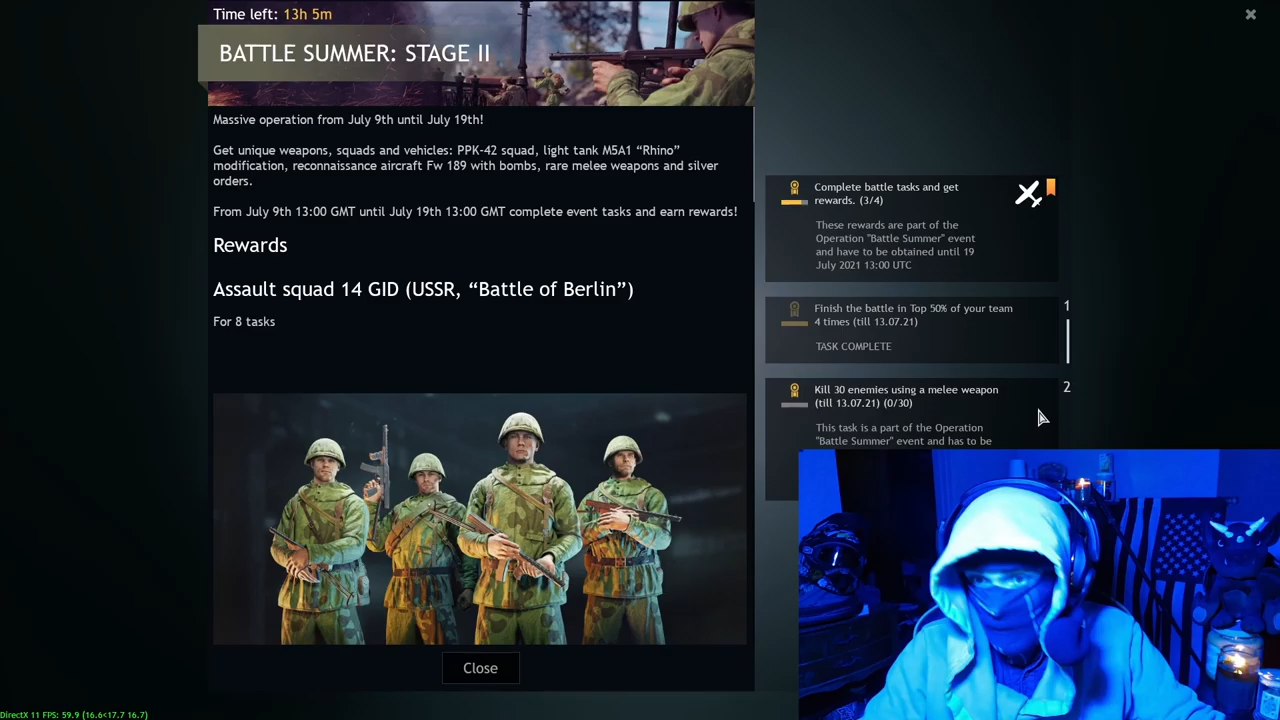 Time left: 13h 5m
BATTLE SUMMER: STAGE II
Massive operation from July 9th until July 19th!
Get unique weapons, squads and vehicles: PPK-42 squad, light tank M5A1 “Rhino”
modification, reconnaissance aircraft Fw 189 with bombs, rare melee weapons and silver
orders.
From July 9th 13:00 GMT until July 19th 13:00 GMT complete event tasks and earn rewards!
Rewards
Assault squad 14 GID (USSR, “Battle of Berlin”)
For 8 tasks
Close
Complete battle tasks and get
rewards. (3/4)
These rewards are part of the
Operation "Battle Summer" event
and have to be obtained until 19
July 2021 13:00 UTC
Finish the battle in Top 50% of your team
4 times (till 13.07.21)
TASK COMPLETE
1
Kill 30 enemies using a melee weapon
(till 13.07.21) (0/30)
This task is a part of the Operation
"Battle Summer" event and has to be
2
DirectX 11 FPS: 59.9 (16.6<17.7 16.7)